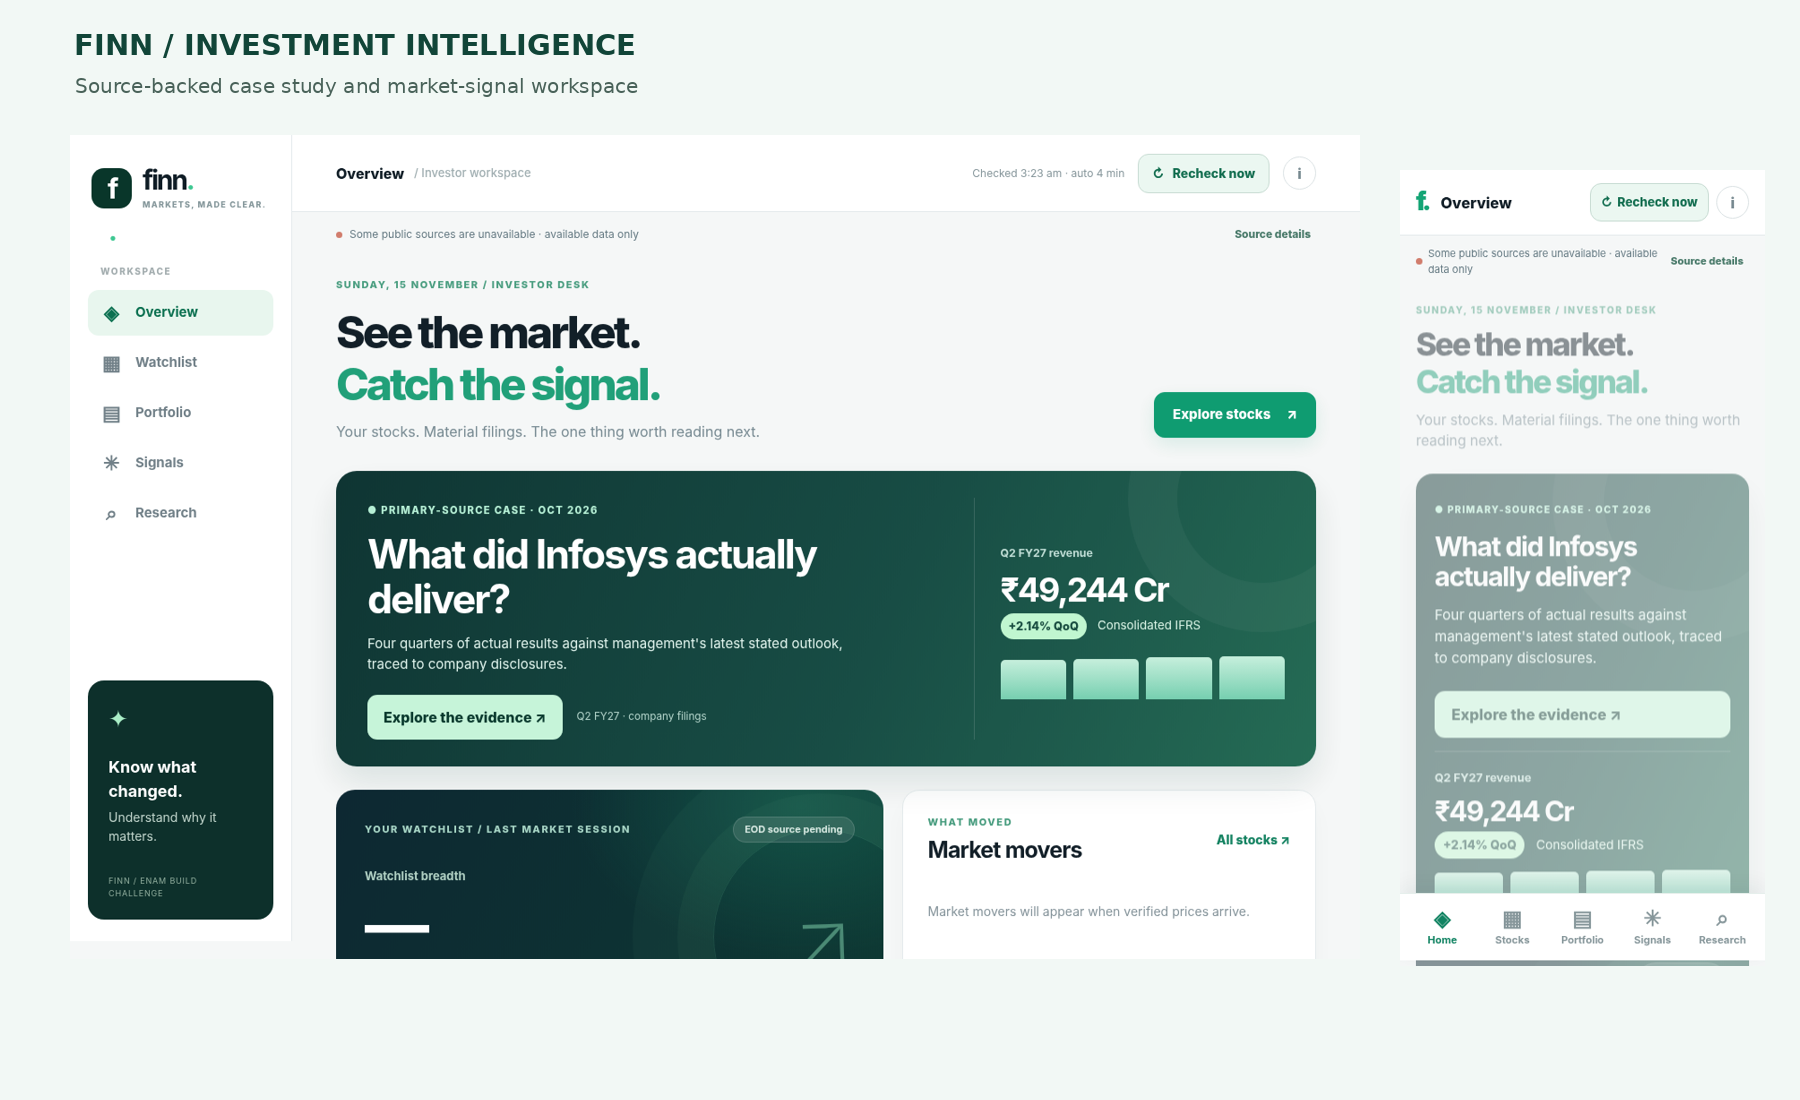 FINN / INVESTMENT INTELLIGENCE
Source-backed case study and market-signal workspace
f finn.
MARKETS, MADE CLEAR.
WORKSPACE
Overview
Watchlist
Portfolio
Signals
Research
Know what
changed.
Understand why it
matters.
FINN / ENAM BUILD
CHALLENGE
Overview / Investor workspace
Checked 3:23 am · auto 4 min
↻ Recheck now
i
Some public sources are unavailable · available data only
Source details
SUNDAY, 15 NOVEMBER / INVESTOR DESK
See the market.
Catch the signal.
Your stocks. Material filings. The one thing worth reading next.
Explore stocks ↗
PRIMARY-SOURCE CASE · OCT 2026
What did Infosys actually
deliver?
Four quarters of actual results against management's latest stated outlook,
traced to company disclosures.
Explore the evidence ↗
Q2 FY27 · company filings
Q2 FY27 revenue
₹49,244 Cr
+2.14% QoQ Consolidated IFRS
YOUR WATCHLIST / LAST MARKET SESSION
EOD source pending
Watchlist breadth
WHAT MOVED
Market movers
All stocks ↗
Market movers will appear when verified prices arrive.
f. Overview
↻ Recheck now
i
Some public sources are unavailable · available
data only
Source details
SUNDAY, 15 NOVEMBER / INVESTOR DESK
See the market.
Catch the signal.
Your stocks. Material filings. The one thing worth
reading next.
PRIMARY-SOURCE CASE · OCT 2026
What did Infosys
actually deliver?
Four quarters of actual results against
management's latest stated outlook, traced
to company disclosures.
Explore the evidence ↗
Q2 FY27 revenue
₹49,244 Cr
+2.14% QoQ Consolidated IFRS
Home
Stocks
Portfolio
Signals
Research